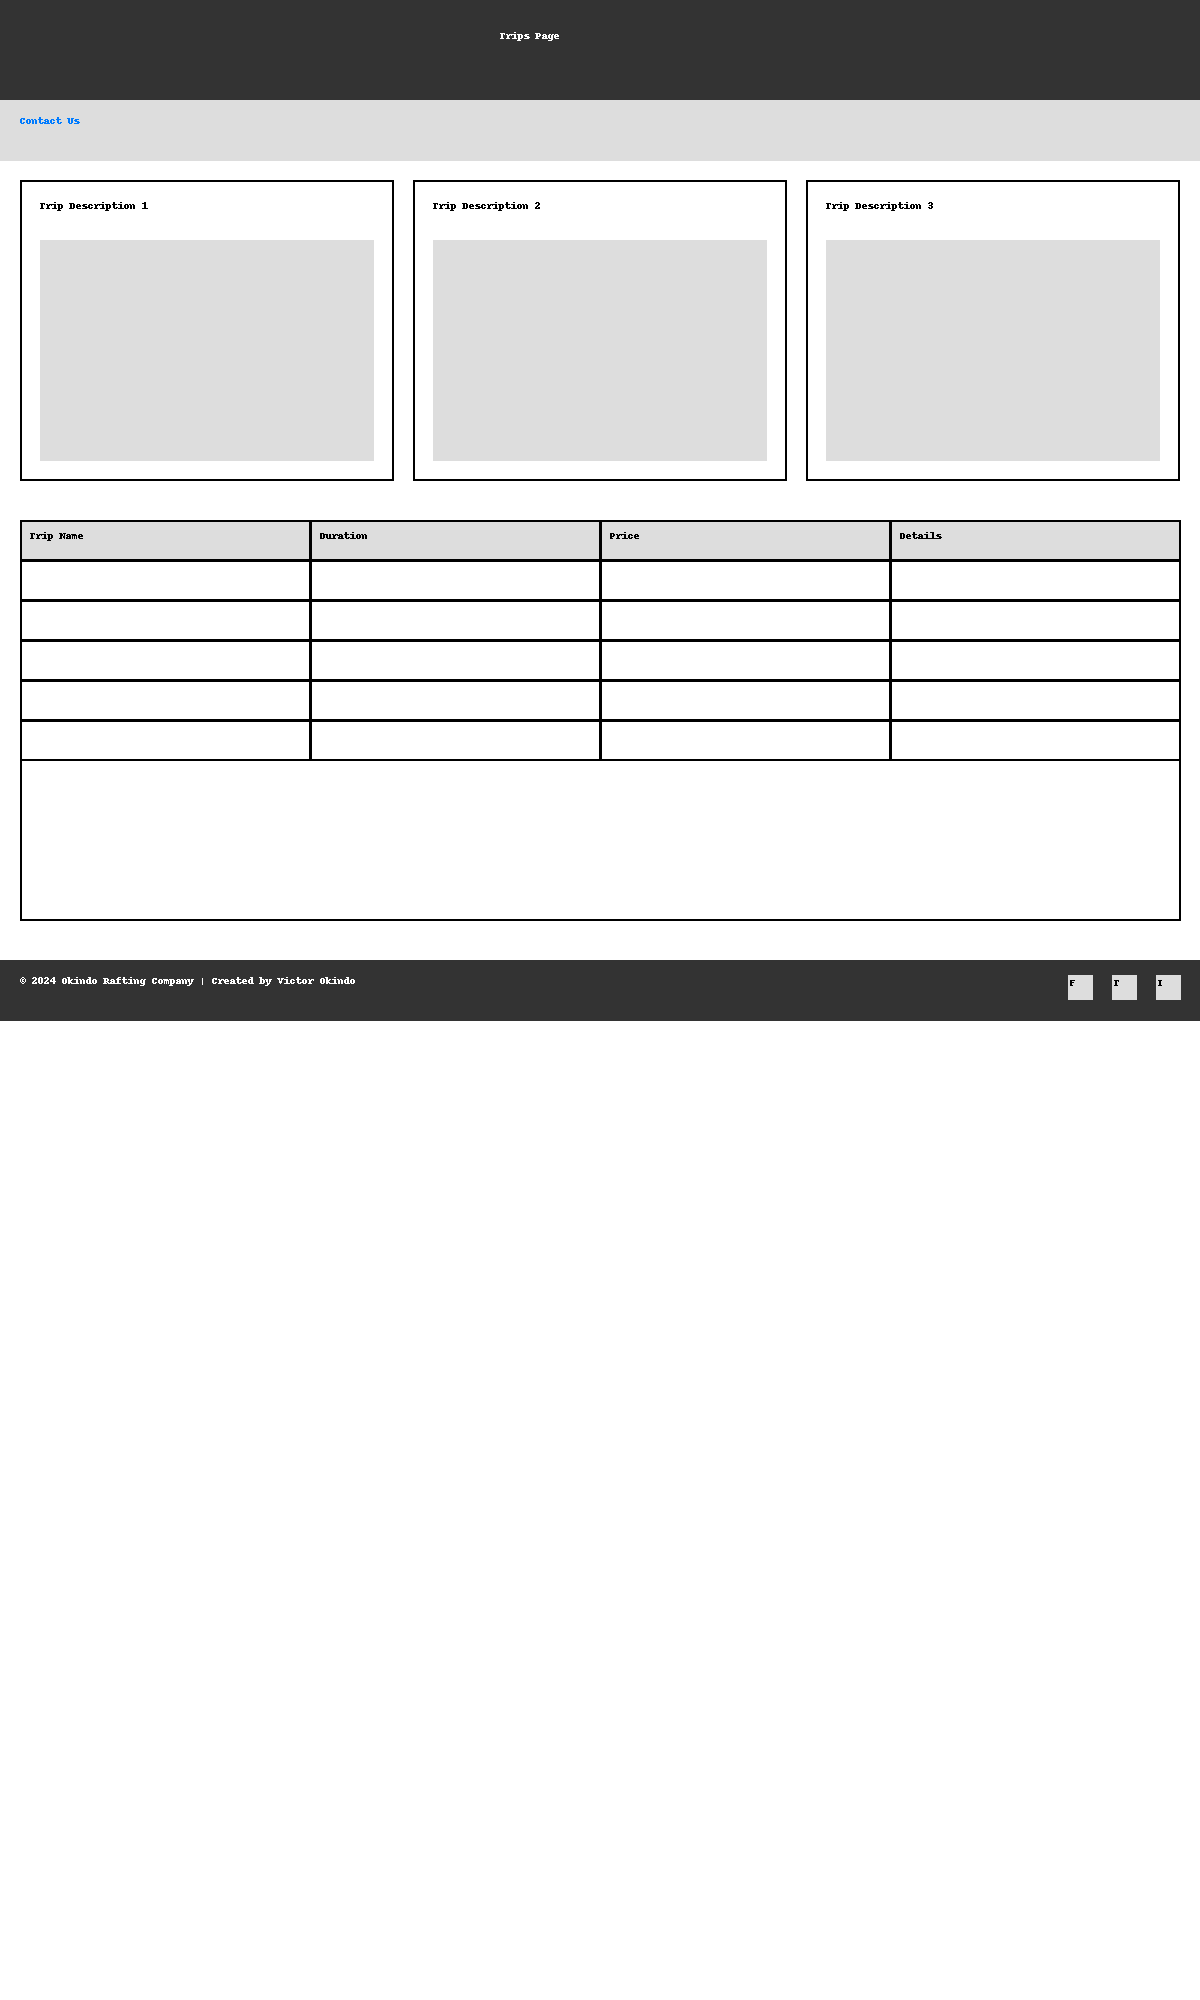 Trips Page
Contact Us
Trip Description 1
Trip Description 2
Trip Description 3
Trip Name Duration Price Details
© 2024 Okindo Rafting Company | Created by Victor Okindo
F T I